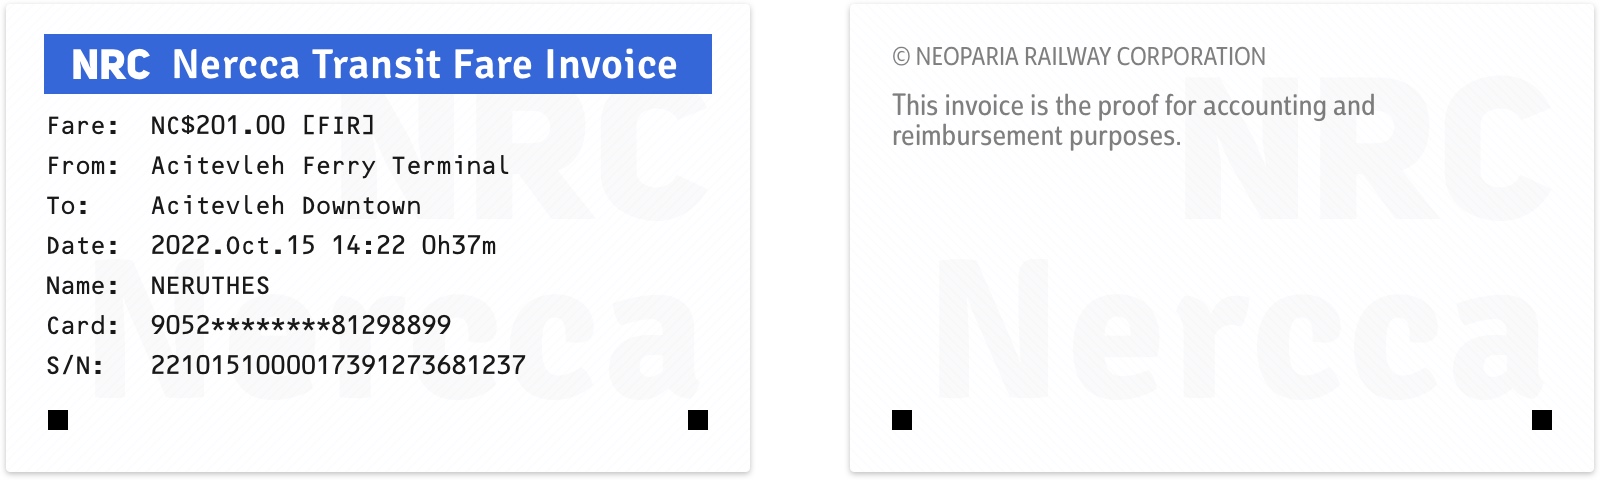 NRC Nercca Transit Fare Invoice
Fare: NC$201.00 [FIR]
From: Acitevleh Ferry Terminal
To: Acitevleh Downtown
Date: 2022.Oct.15 14:22 0h37m
Name: NERUTHES
Card: 9052********81298899
S/N: 2210151000017391273681237
NRC
Nercca
© NEOPARIA RAILWAY CORPORATION
This invoice is the proof for accounting and
reimbursement purposes.
NRC
Nercca